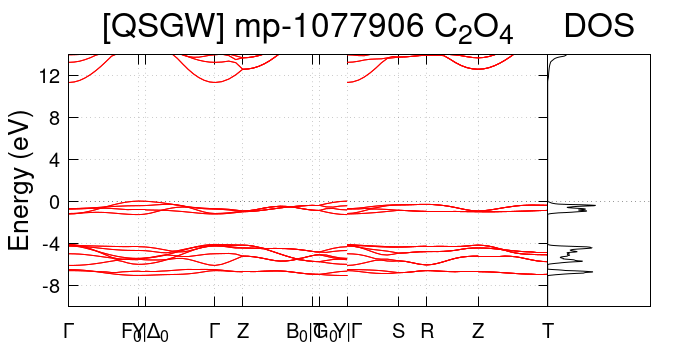 [QSGW] mp-1077906 C₂O₄ DOS
12
8
4
0
-4
-8
Energy (eV)
Γ F₀ Y|Δ₀ Γ Z B₀|T G₀ Y|Γ S R Z T